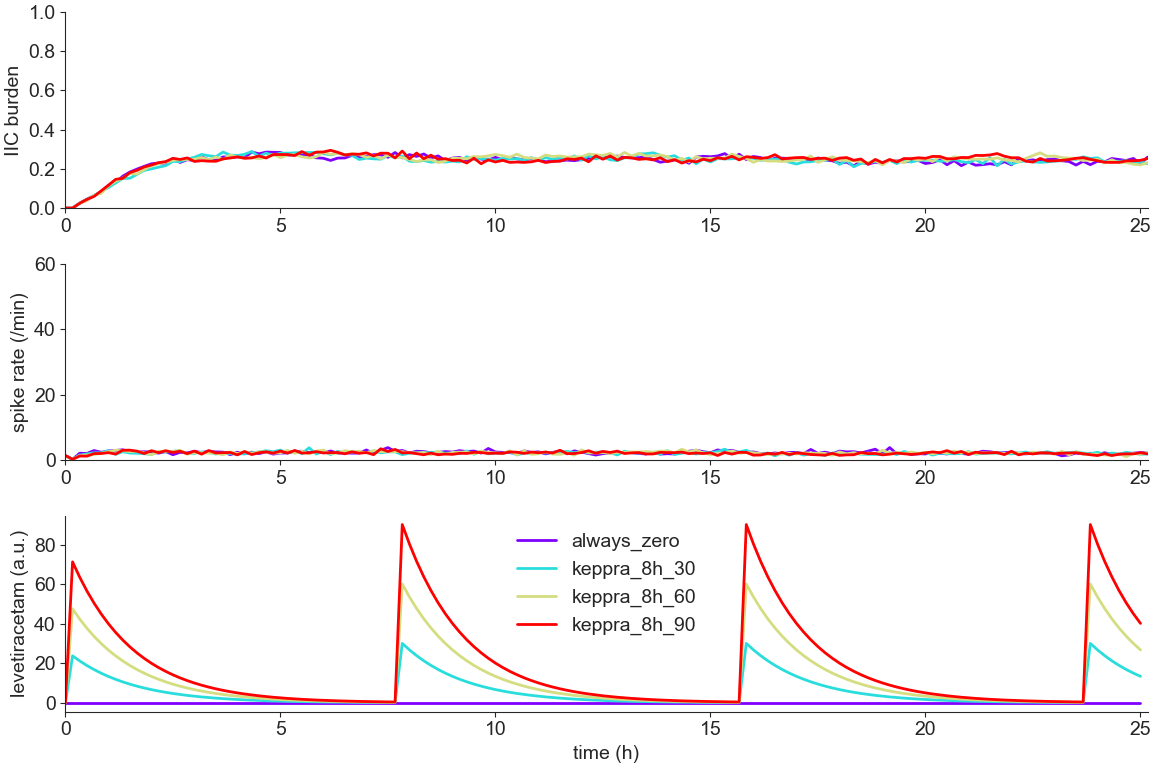 IIC burden
1.0
0.8
0.6
0.4
0.2
0.0
0 5 10 15 20 25
spike rate (/min)
60
40
20
0
0 5 10 15 20 25
levetiracetam (a.u.)
80
60
40
20
0
always_zero
keppra_8h_30
keppra_8h_60
keppra_8h_90
0 5 10 15 20 25
time (h)